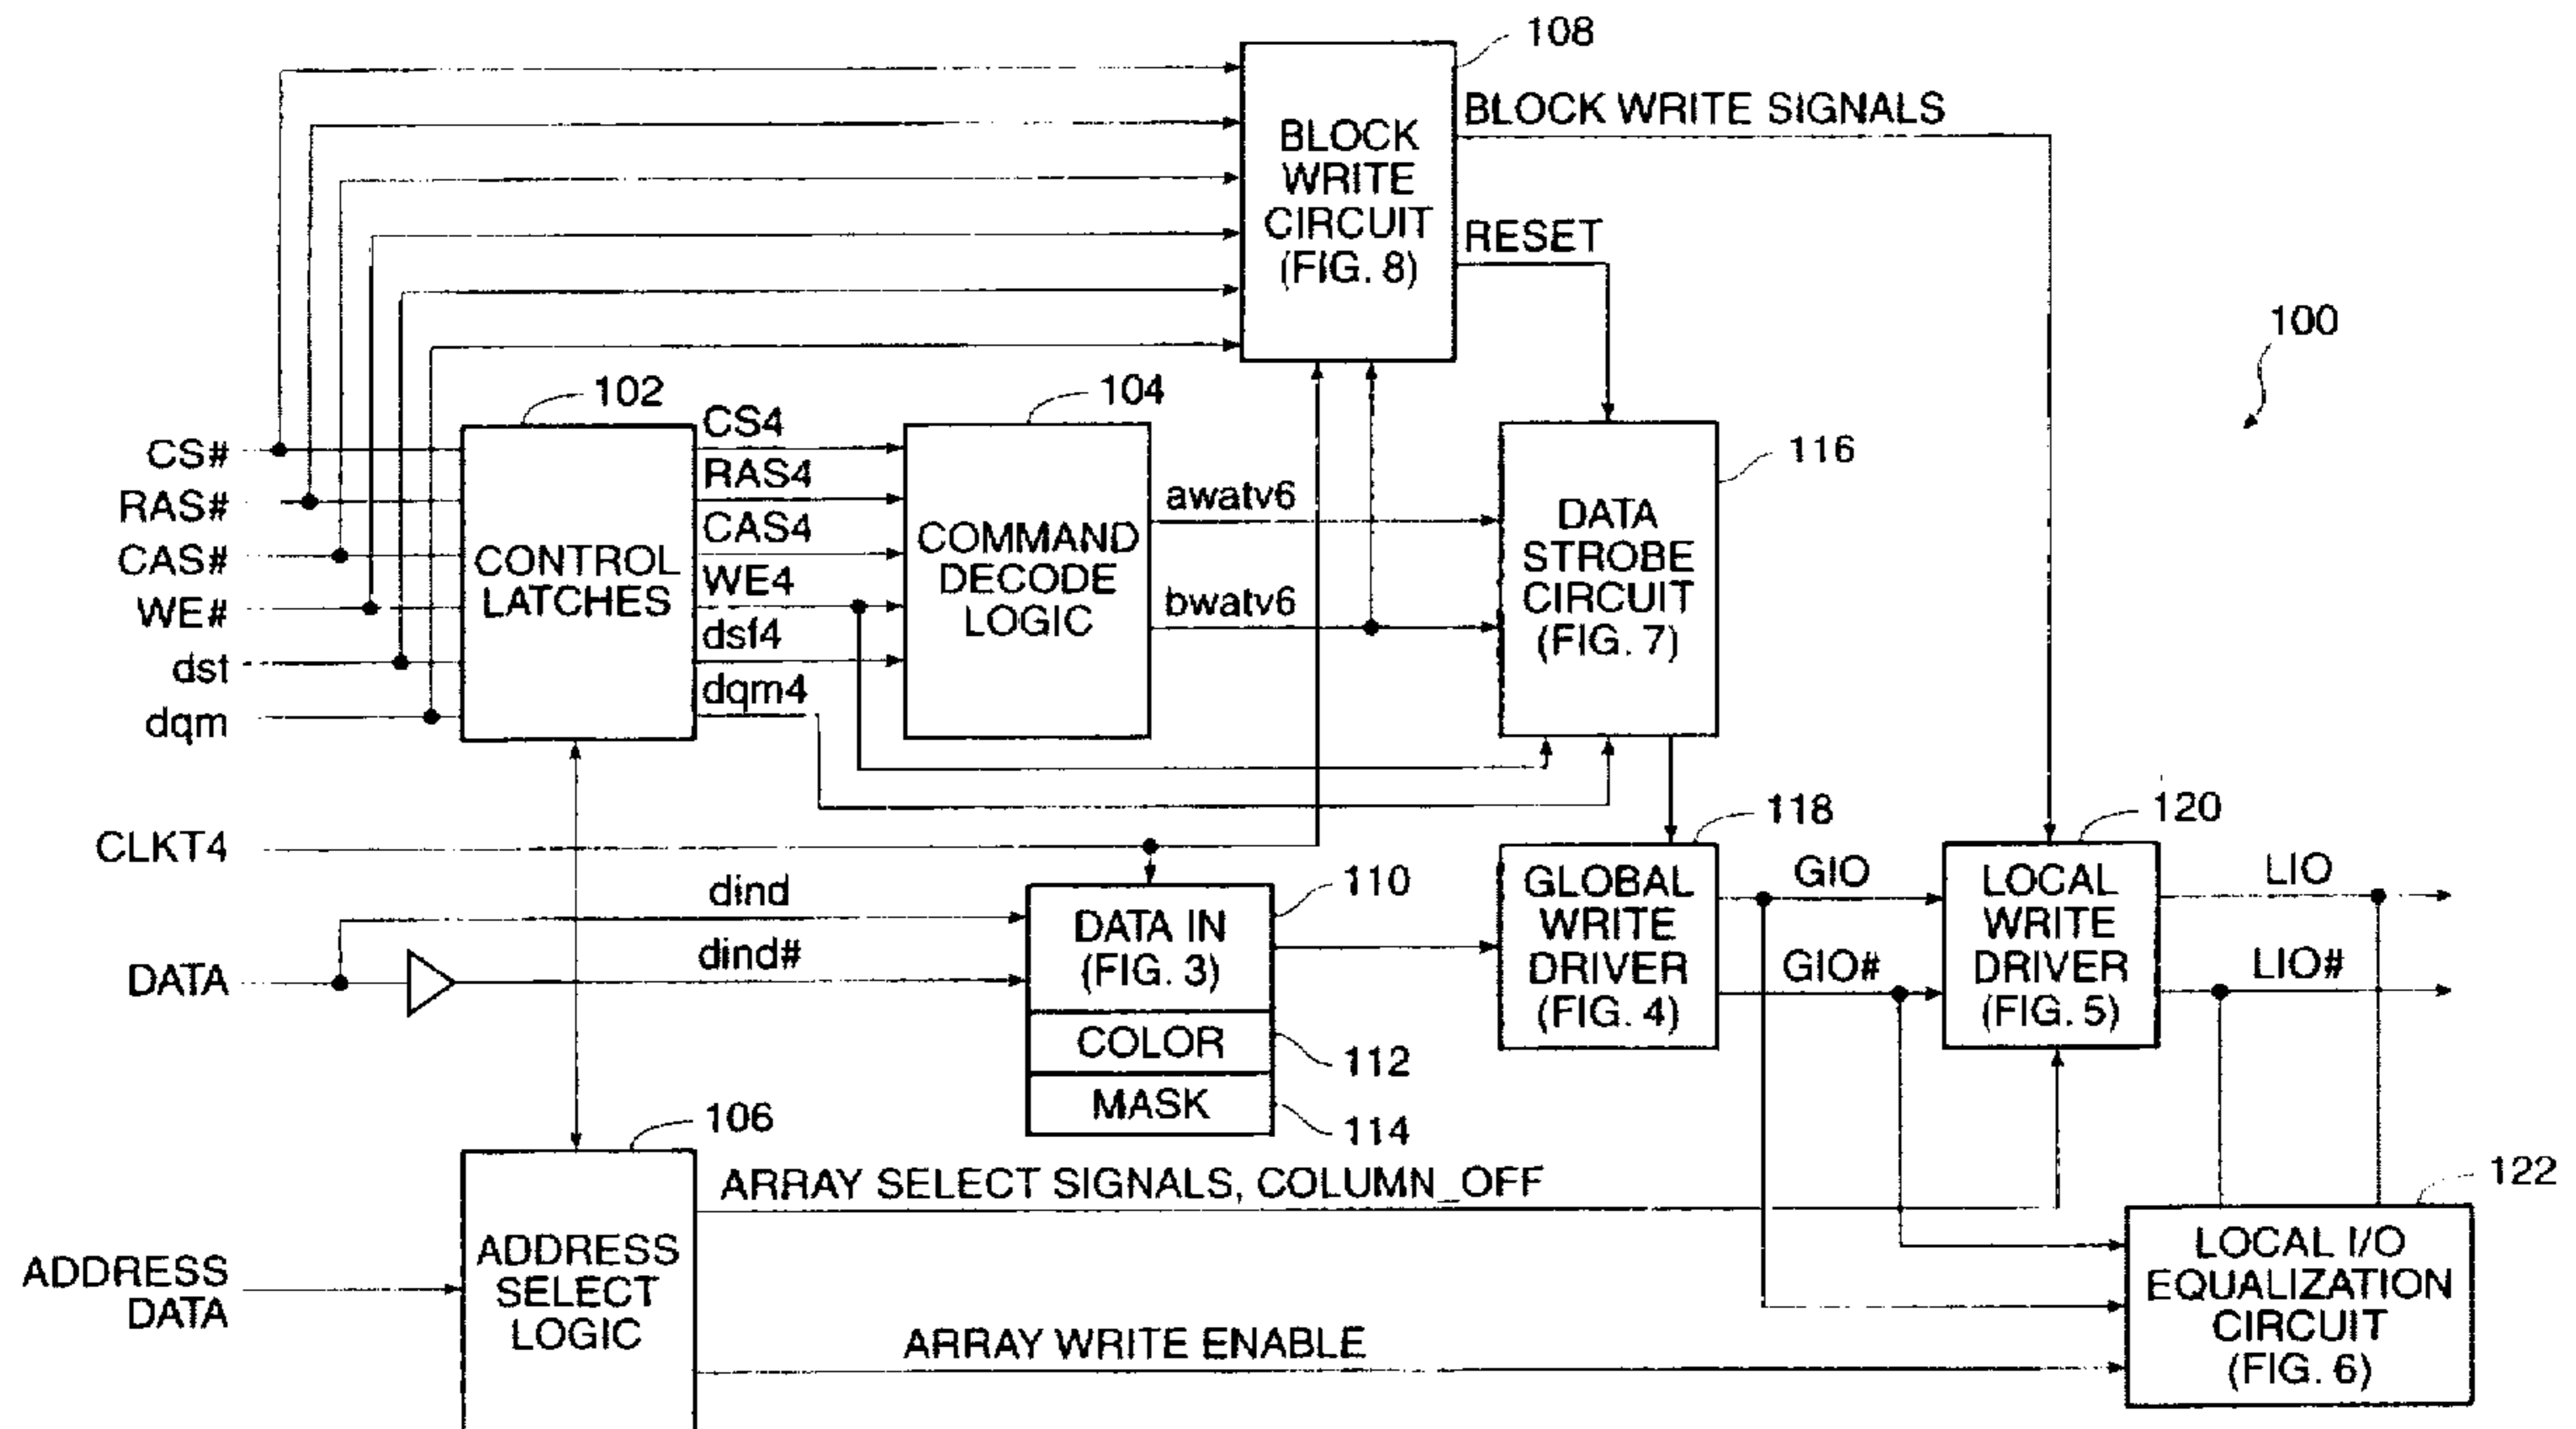 108
BLOCK
WRITE
CIRCUIT
(FIG. 8)
BLOCK WRITE SIGNALS
RESET
100
102
104
116
CS#
RAS#
CAS#
WE#
dst
dqm
CONTROL
LATCHES
CS4
RAS4
CAS4
WE4
dsf4
dqm4
COMMAND
DECODE
LOGIC
awatv6
bwatv6
DATA
STROBE
CIRCUIT
(FIG. 7)
CLKT4
DATA
dind
dind#
110
DATA IN
(FIG. 3)
COLOR
112
MASK
114
118
GLOBAL
WRITE
DRIVER
(FIG. 4)
GIO
GIO#
120
LOCAL
WRITE
DRIVER
(FIG. 5)
LIO
LIO#
106
ADDRESS
DATA
ADDRESS
SELECT
LOGIC
ARRAY SELECT SIGNALS, COLUMN_OFF
ARRAY WRITE ENABLE
122
LOCAL I/O
EQUALIZATION
CIRCUIT
(FIG. 6)